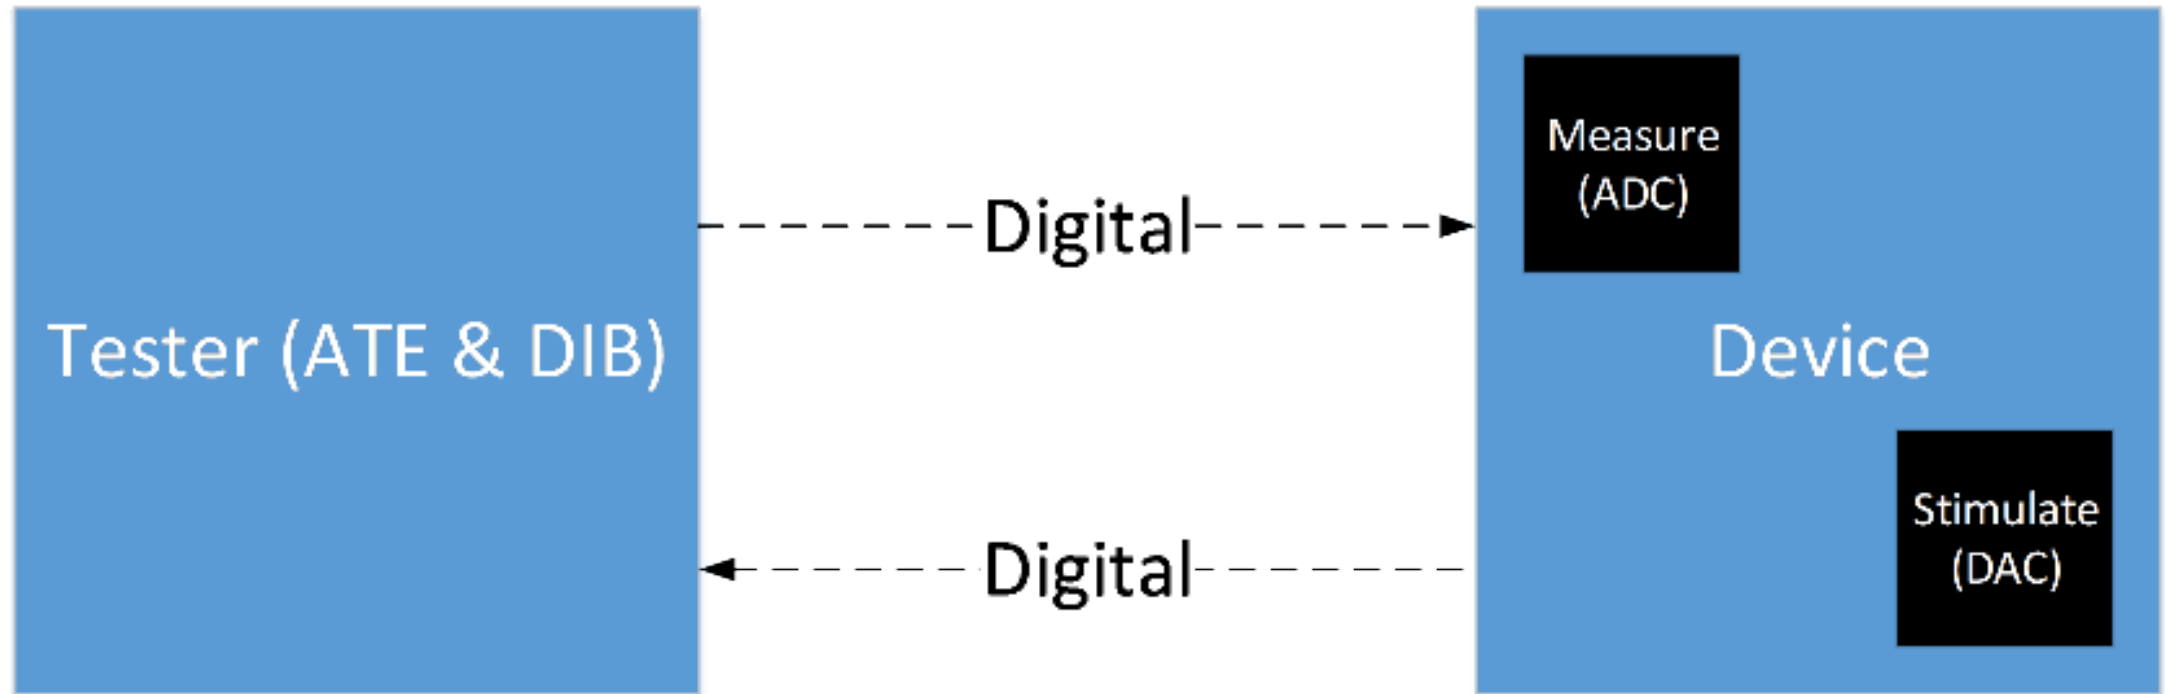 Tester (ATE & DIB)
Digital
Digital
Measure
(ADC)
Device
Stimulate
(DAC)